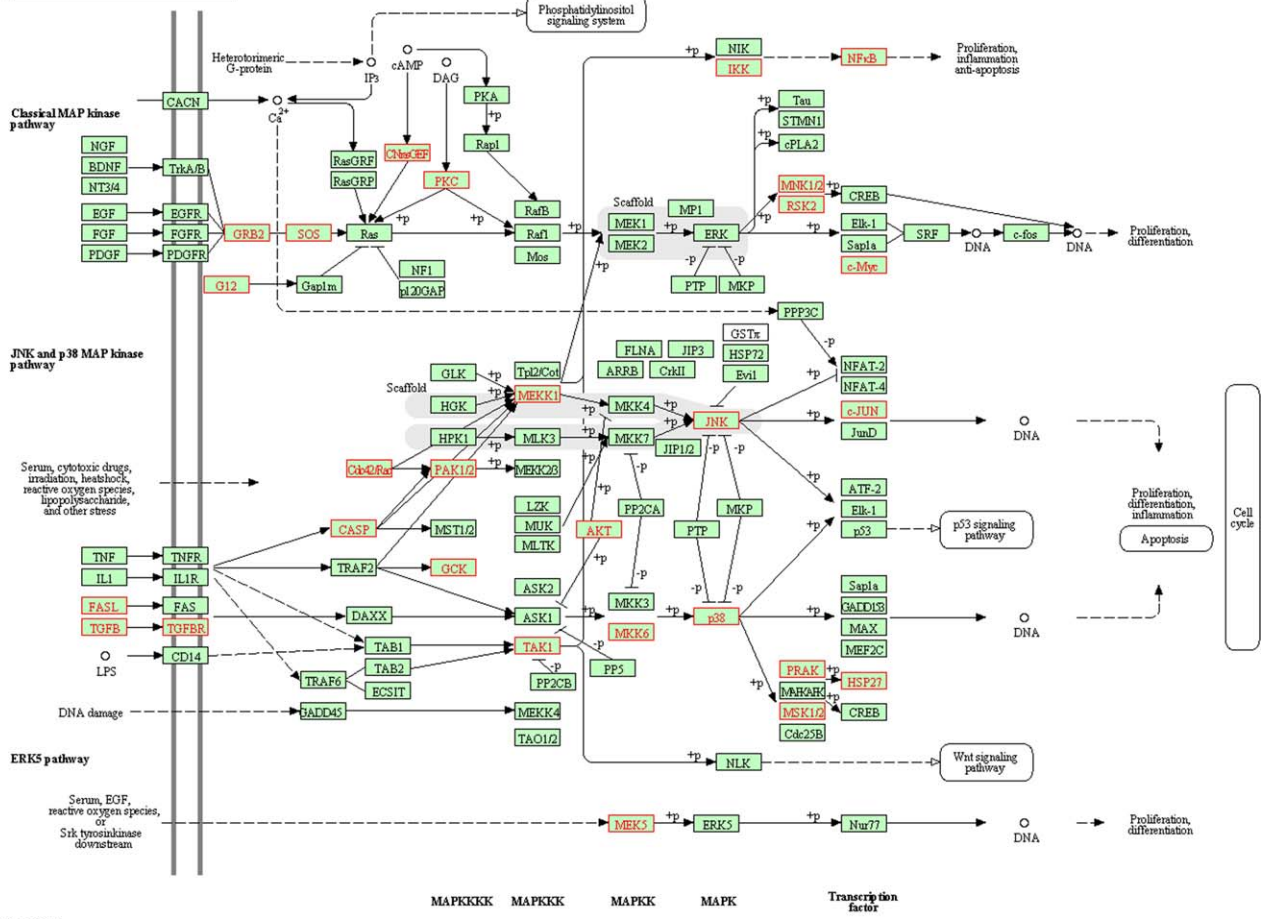 Phosphatidylinositol
signaling system
Heterotorimeric
G-protein
IP3
cAMP
DAG
+p
NIK
IKK
NFκB
Proliferation,
inflammation
anti-apoptosis
Classical MAP kinase
pathway
CACN
Ca2+
PKA
+p
Rap1
+p
Tau
STMN1
+p
cPLA2
NGF
BDNF
NT3/4
TrkA/B
RasGRF
RasGRP
CNrasGEF
PKC
MNK1/2
RSK2
+p
CREB
EGF
EGFR
FGF
FGFR
PDGF
PDGFR
GRB2
SOS
Ras
+p
+p
RafB
Raf1
Mos
+p
Scaffold
MEK1
MEK2
MP1
+p
ERK
+p
+p
Elk-1
Sap1a
c-Myc
SRF
DNA
c-fos
DNA
Proliferation,
differentiation
G12
Gap1m
NF1
p120GAP
+p
-p
-p
PTP
MKP
PPP3C
-p
JNK and p38 MAP kinase
pathway
GSTπ
HSP72
Evi1
FLNA
JIP3
ARRB
CrkII
NFAT-2
NFAT-4
+p
Scaffold
GLK
HGK
+p
+p
+p
Tpl2/Cot
MEKK1
+p
MKK4
+p
JNK
+p
c-JUN
JunD
DNA
HPK1
+p
MLK3
+p
MKK7
+p
JIP1/2
Cdc42/Rac
PAK1/2
+p
MEKK2/3
+p
-p
-p
-p
Serum, cytotoxic drugs,
irradiation, heatshock,
reactive oxygen species,
lipopolysaccharide,
and other stress
LZK
MUK
MLTK
PP2CA
MKP
PTP
AKT
+p
+p
ATF-2
Elk-1
p53
p53 signaling
pathway
Proliferation,
differentiation,
inflammation
Apoptosis
Cell
cycle
CASP
MST1/2
TNF
TNFR
IL1
IL1R
TRAF2
GCK
+p
-p
-p
-p
FASL
FAS
TGFB
TGFBR
DAXX
ASK2
ASK1
+p
MKK3
MKK6
+p
p38
+p
Sap1a
GADD153
MAX
MEF2C
DNA
LPS
CD14
TAB1
TAB2
ECSIT
TRAF6
TAK1
-p
-p
PP2CB
PP5
+p
PRAK
MAPKAPK
MSK1/2
Cdc25B
+p
+p
HSP27
CREB
DNA damage
GADD45
MEKK4
TAO1/2
ERK5 pathway
+p
NLK
Wnt signaling
pathway
Serum, EGF,
reactive oxygen species,
or
Srk tyrosinkinase
downstream
MEK5
+p
ERK5
+p
Nur77
DNA
Proliferation,
differentiation
MAPKKKK
MAPKKK
MAPKK
MAPK
Transcription
factor